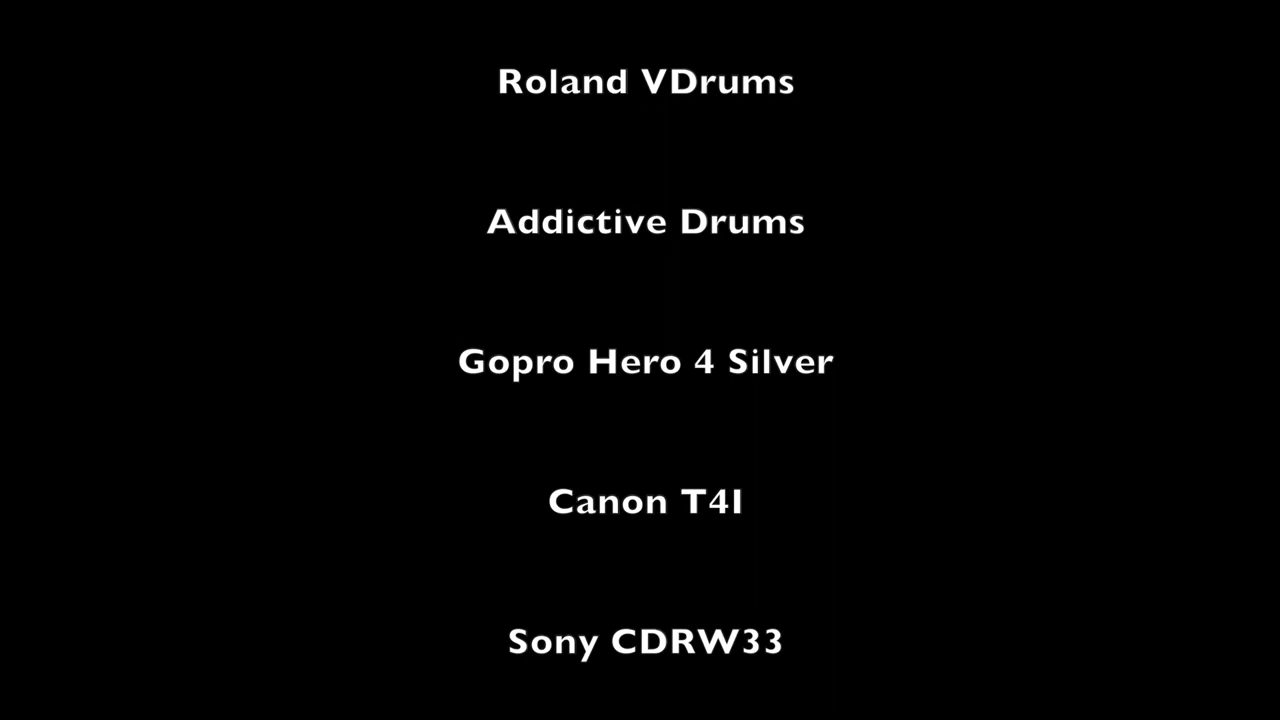 Roland VDrums
Addictive Drums
Gopro Hero 4 Silver
Canon T4I
Sony CDRW33